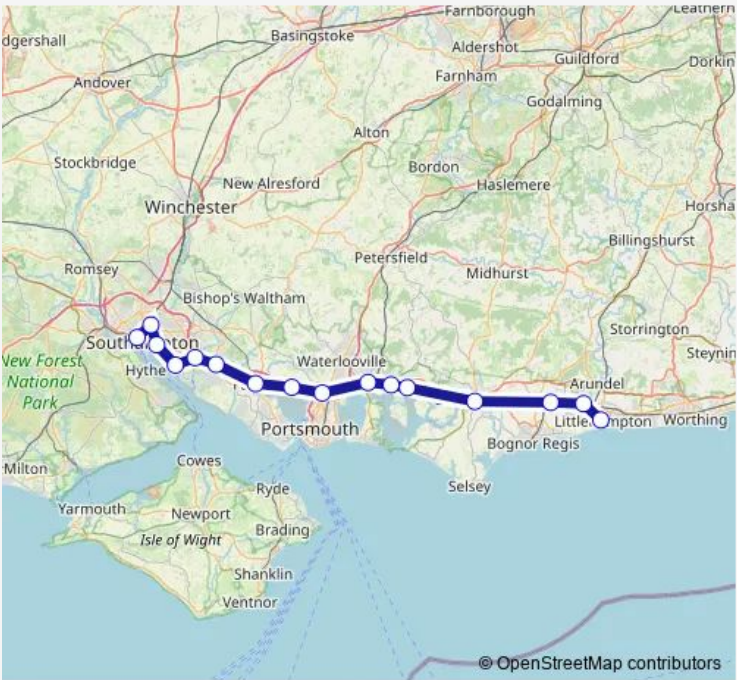 Farnborough
Leathern
dgershall
Basingstoke
Aldershot
Guildford
Dorkin
Andover
Farnham
Godalming
Alton
Stockbridge
Bordon
New Alresford
Haslemere
Winchester
Horsha
Billingshurst
Petersfield
Romsey
Midhurst
Bishop's Waltham
Storrington
Steynin
Waterlooville
Hythe
New Forest
National
Park
Arundel
Worthing
Portsmouth
Bognor Regis
Milton
Cowes
Selsey
Ryde
Yarmouth
Newport
Brading
Isle of Wight
Shanklin
Ventnor
© OpenStreetMap contributors